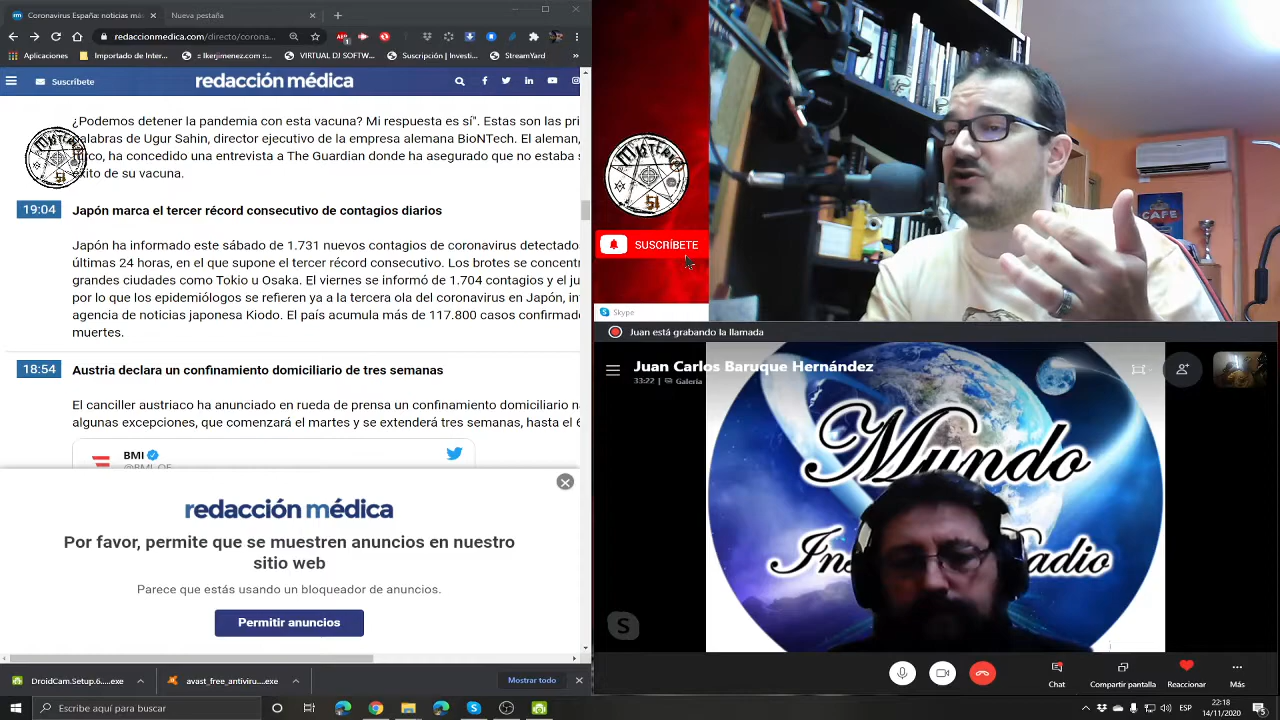 Coronavirus España: noticias má
Nueva pestaña
redaccionmedica.com/directo/corona...
Aplicaciones
Importado de Inter...
= Ikerjimenez.com ::...
VIRTUAL DJ SOFTW...
Suscripción | Investi...
StreamYard
Suscríbete
redacción médica
¿Podemos detener la pandemia con esta vacuna? Mi respuesta es sí". Estas son las pri
labras de Ugur Sahin, director ejecutivo de la empresa alemana BioNTech. El aleman,
co, ha concedido una entrevista a The Guardian donde ha asegurado que no estaba s
xito de su vacuna.
19:04
Japón marca el tercer récord consecutivo de contagios diarios
Japón ha informado este sábado de 1.731 nuevos contagios de coronavirus detectado
últimas 24 horas, en el que supone el tercer récord consecutivo. Los brotes se concent
grandes ciudades como Tokio u Osaka. El viernes se informó de 1.704 contagios y el ju
por lo que los epidemiólogos se refieren ya a la tercera ola del coronavirus en Japón, in
agencia de noticias japonesa Kiodo. El país acumula más de 117.800 casos confirmad
muertes.
18:54
Austria declara un confinamiento domiciliario de tres semanas
El canciller austriaco ha anunciado en rueda de prensa un confinamiento domiciliario n
algunas excepciones, que comenzará el martes y se extenderá tres semanas, hasta el 6
BMI
redacción médica
Por favor, permite que se muestren anuncios en nuestro
sitio web
Parece que estás usando un bloqueador de anuncios.
Permitir anuncios
DroidCam.Setup.6....exe
avast_free_antiviru....exe
Mostrar todo
SUSCRÍBETE
51
CAFE
Skype
Juan está grabando la llamada
Juan Carlos Baruque Hernández
33:22 | Galería
Mundo
Ins adio
Chat
Compartir pantalla
Reaccionar
Más
Escribe aquí para buscar
ESP
22:18
14/11/2020